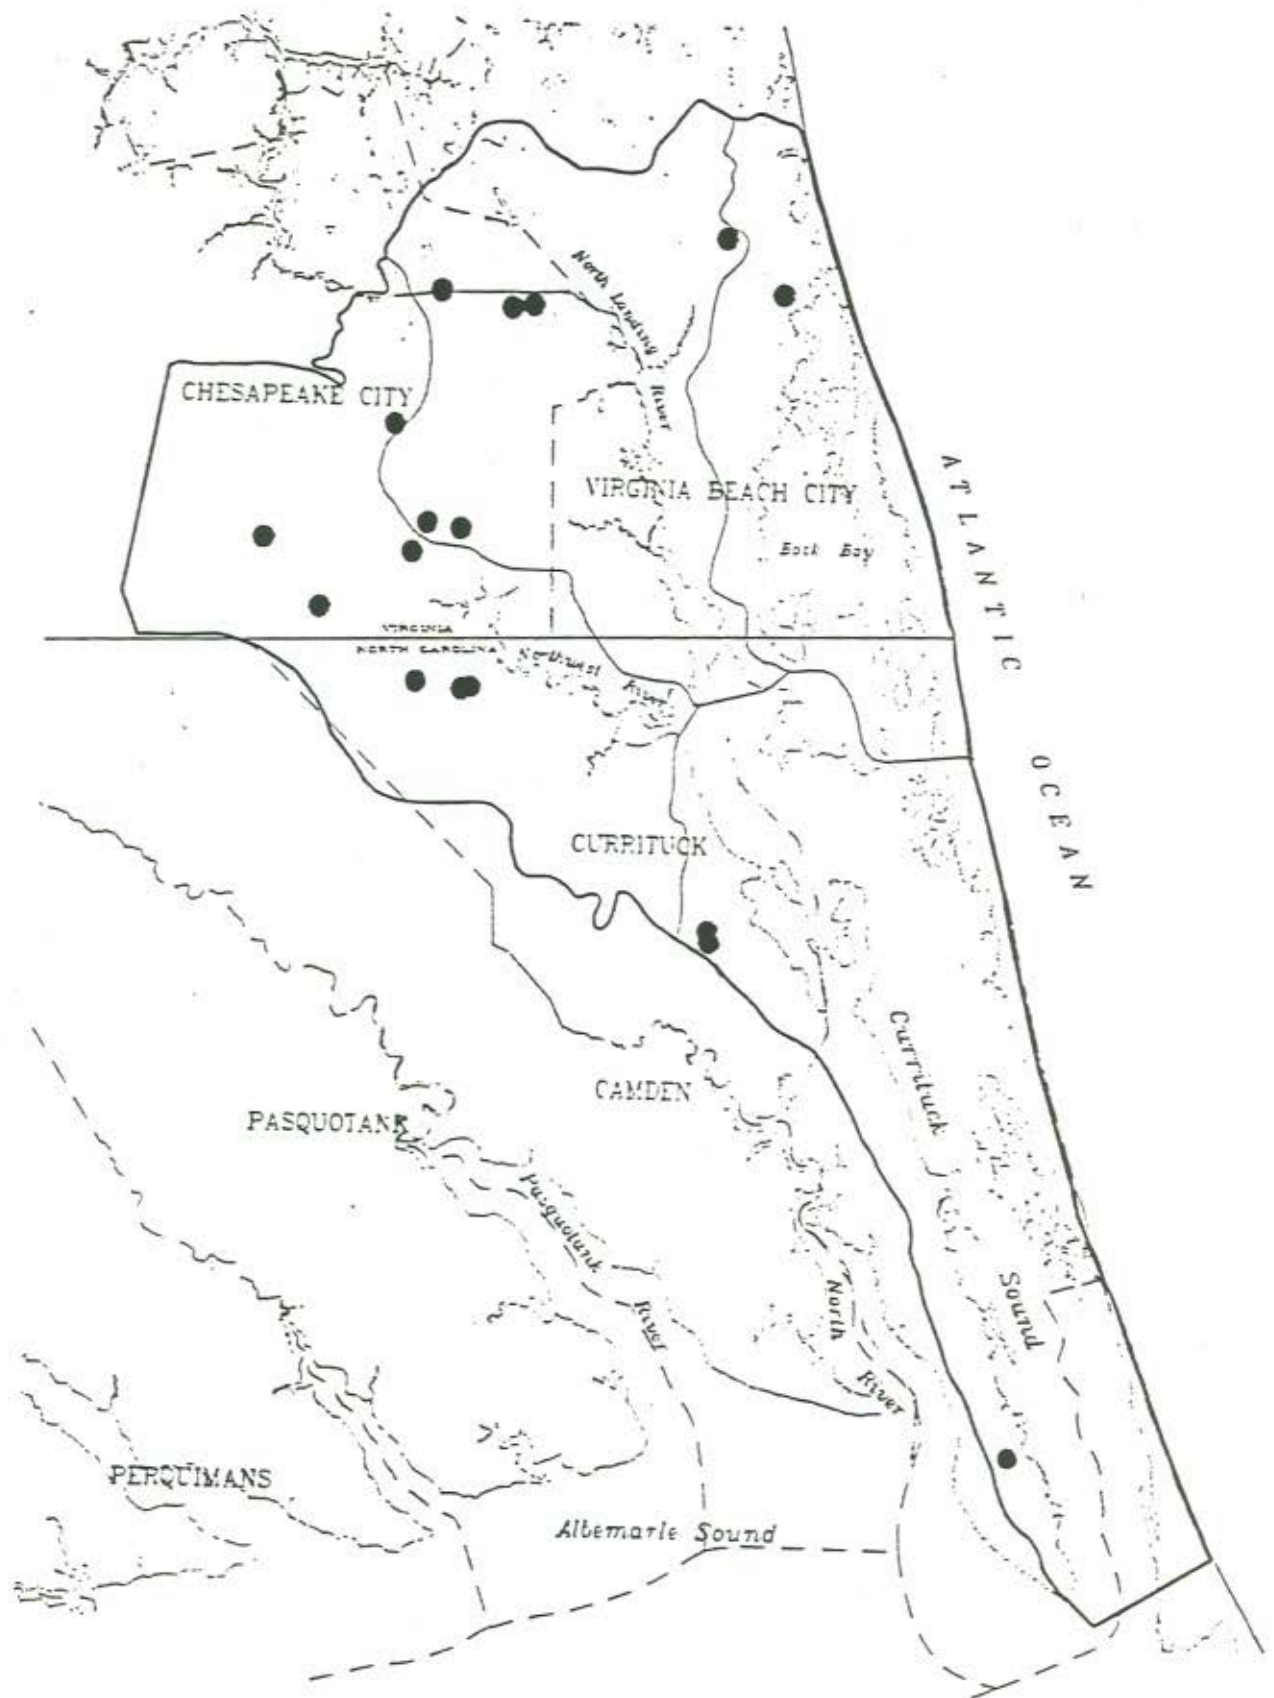 North Landing
River
CHESAPEAKE CITY
VIRGINIA BEACH CITY
Back Bay
ATLANTIC
OCEAN
VIRGINIA
NORTH CAROLINA
Northwest
River
CURRITUCK
Currituck
Sound
CAMDEN
PASQUOTANK
Pasquotank
River
North
River
PERQUIMANS
Albemarle Sound